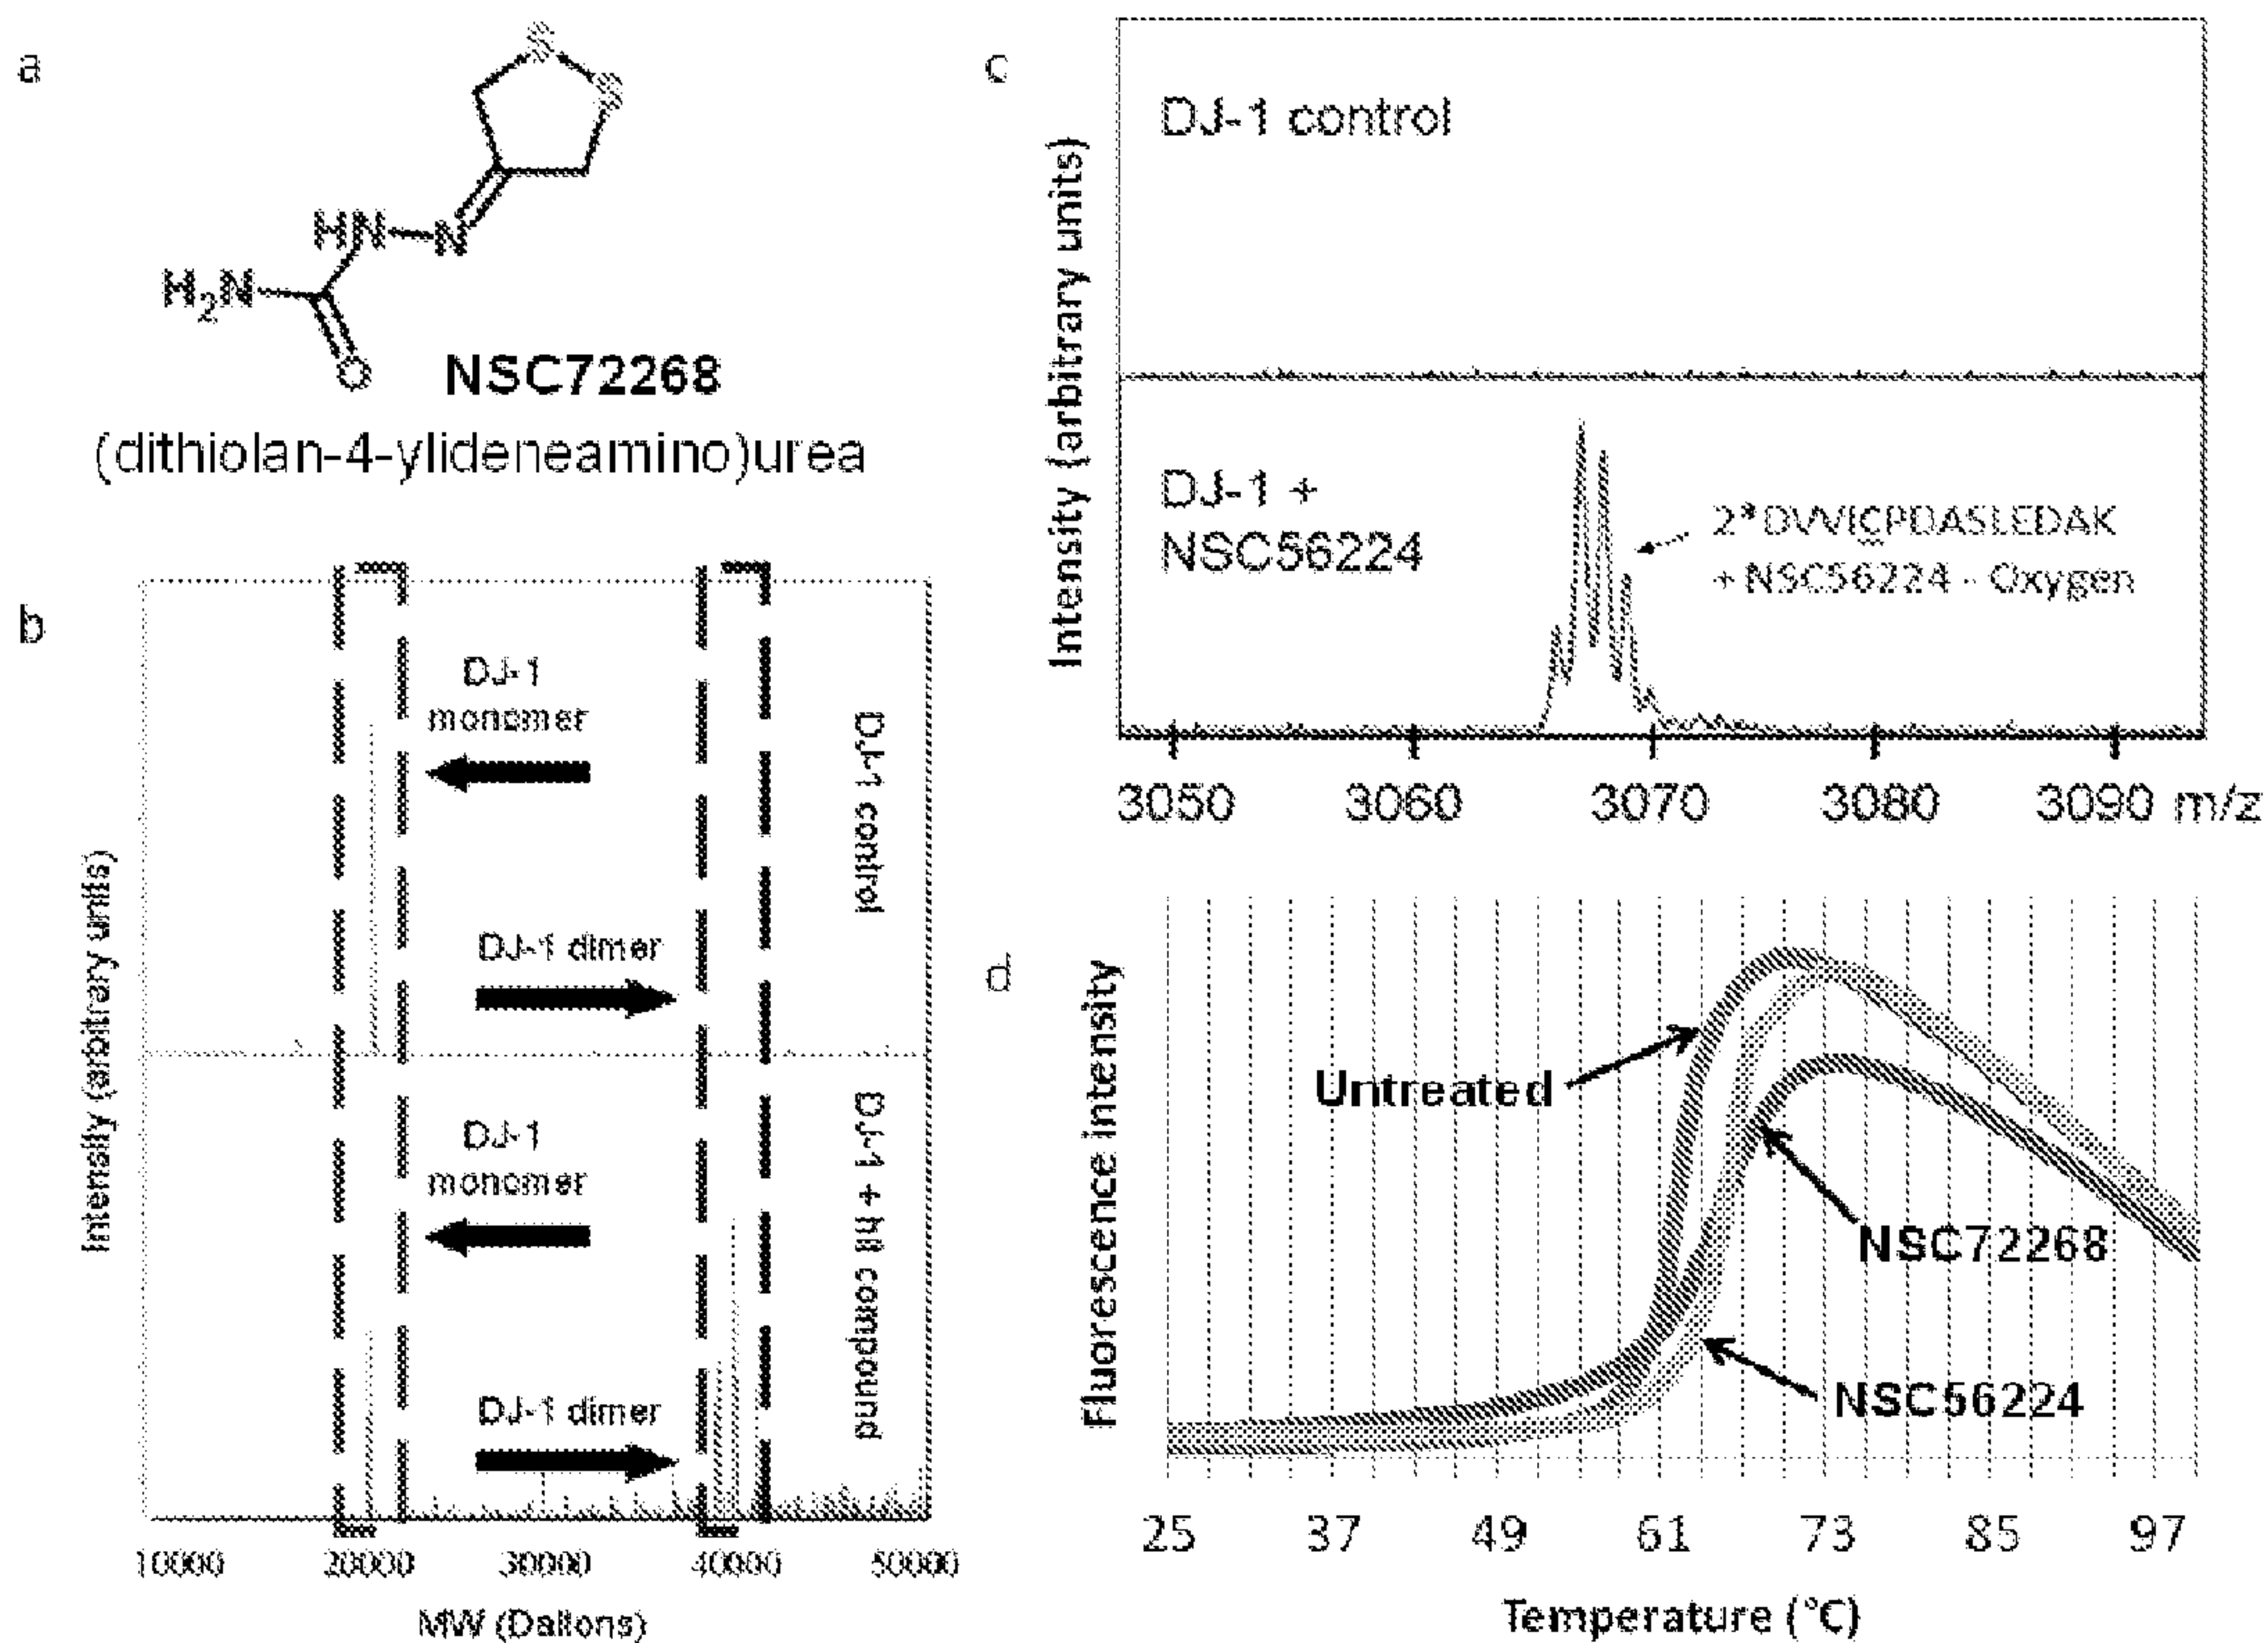 a
S
S
HN
N
H2N
O
NSC72268
(dithiolan-4-ylideneamino)urea
b
Intensity (arbitrary units)
DJ-1
monomer
DJ-1 dimer
DJ-1 control
DJ-1
monomer
DJ-1 dimer
DJ-1 + hit compound
10000 20000 30000 40000 50000
MW (Daltons)
c
Intensity (arbitrary units)
DJ-1 control
DJ-1 +
NSC56224
2*DVVICPDASLEDAK
+ NSC56224 - Oxygen
3050 3060 3070 3080 3090 m/z
d
Fluorescence intensity
Untreated
NSC72268
NSC56224
25 37 49 61 73 85 97
Temperature (°C)